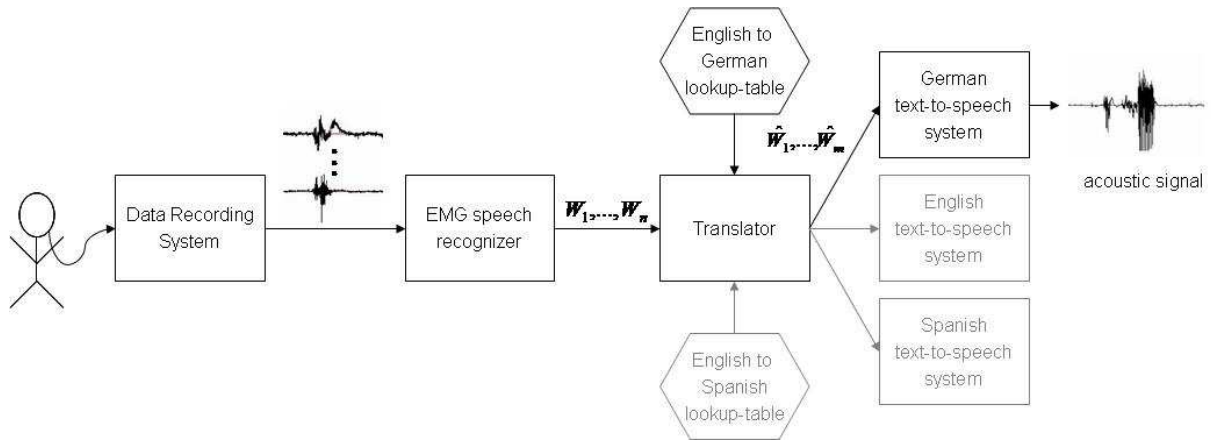 Data Recording
System
EMG speech
recognizer
W₁,...,Wₙ
English to
German
lookup-table
Translator
English to
Spanish
lookup-table
Ŵ₁,...,Ŵₘ
German
text-to-speech
system
English
text-to-speech
system
Spanish
text-to-speech
system
acoustic signal